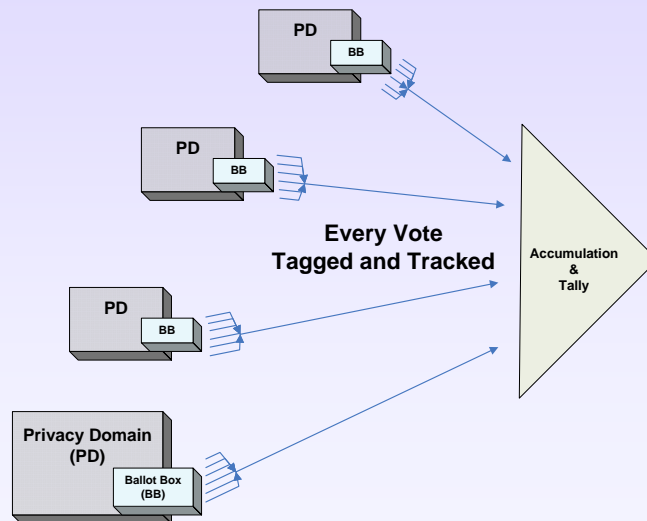 PD
BB
PD
BB
Every Vote
Tagged and Tracked
Accumulation
&
Tally
PD
BB
Privacy Domain
(PD)
Ballot Box
(BB)